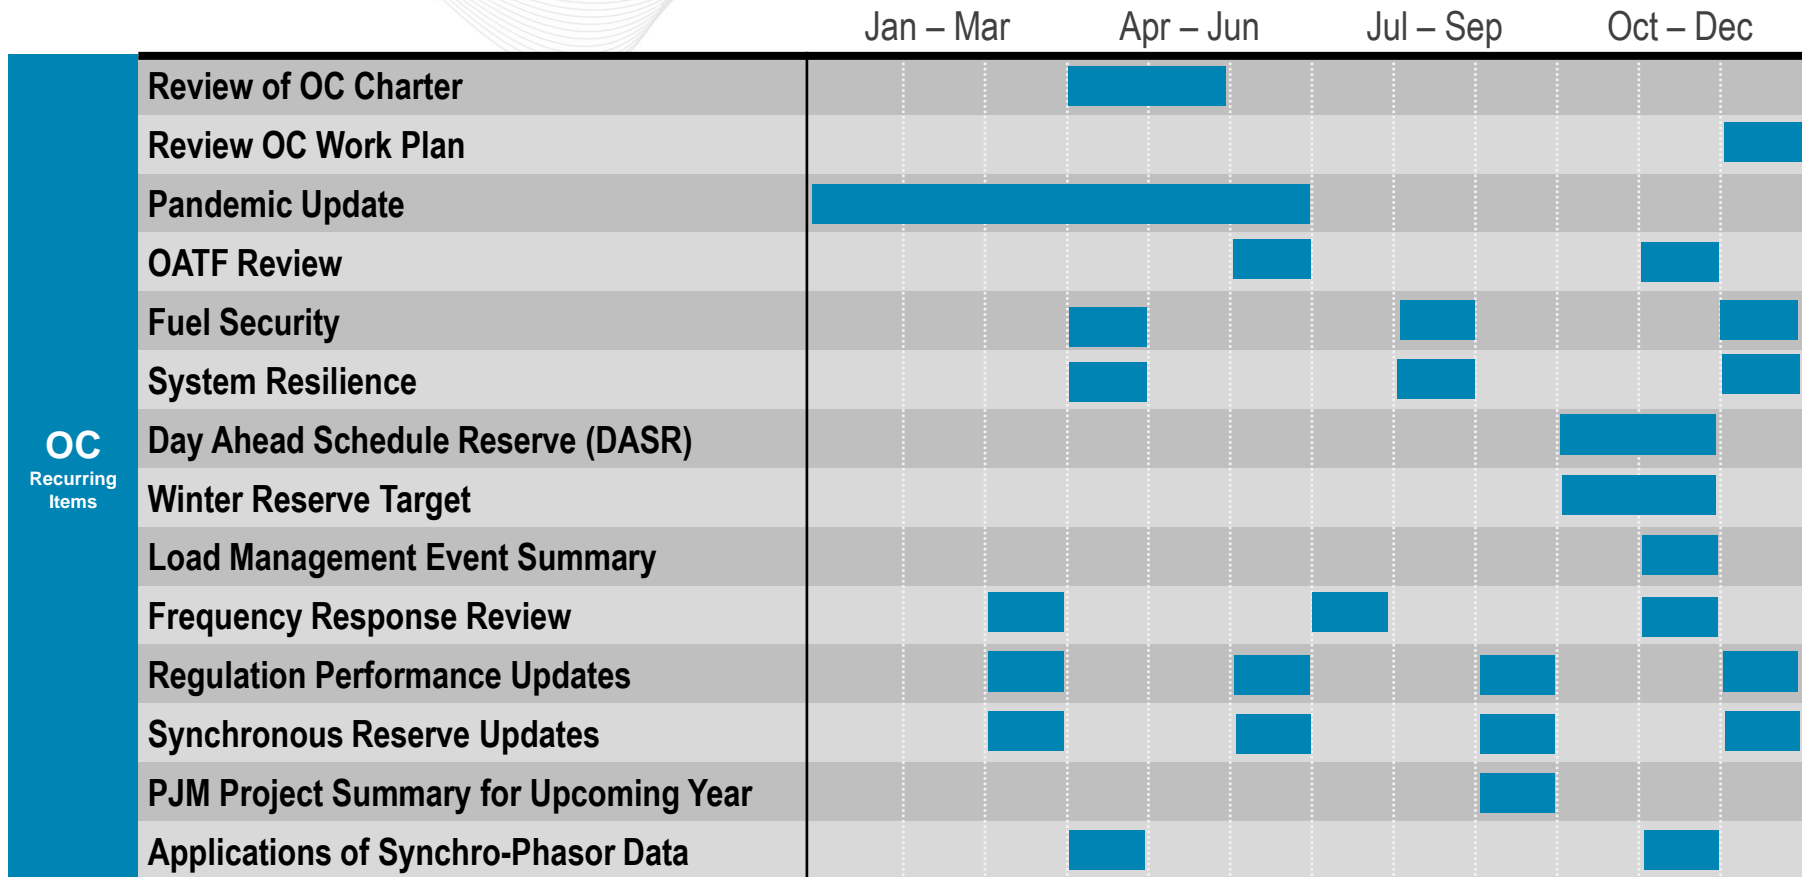 Jan – Mar
Apr – Jun
Jul – Sep
Oct – Dec
OC
Recurring
Items
Review of OC Charter
Review OC Work Plan
Pandemic Update
OATF Review
Fuel Security
System Resilience
Day Ahead Schedule Reserve (DASR)
Winter Reserve Target
Load Management Event Summary
Frequency Response Review
Regulation Performance Updates
Synchronous Reserve Updates
PJM Project Summary for Upcoming Year
Applications of Synchro-Phasor Data